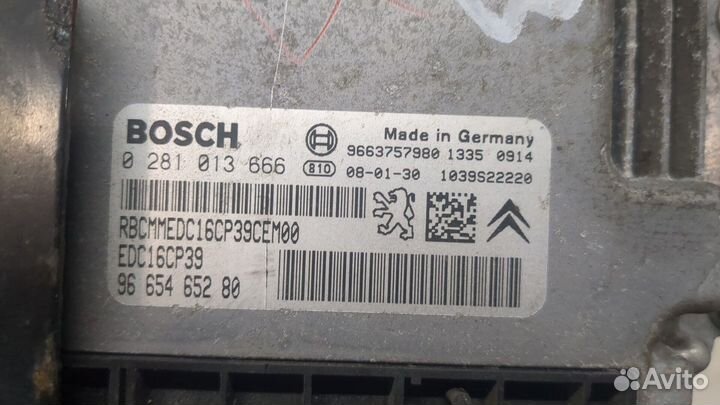 BOSCH
Made in Germany
9663757980 1335 0914
0 281 013 666
810 08-01-30 1039S22220
RBCMMEDC16CP39CEM00
EDC16CP39
96 654 652 80
Avito